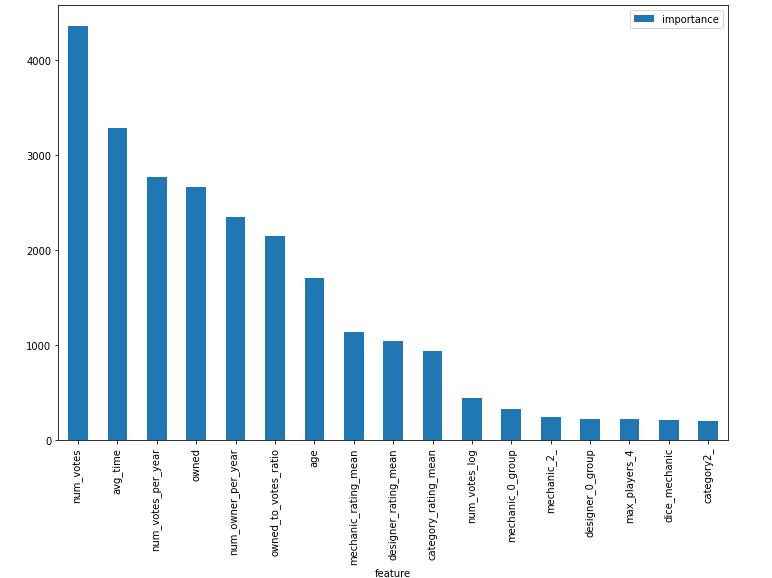 importance
4000
3000
2000
1000
0
num_votes
avg_time
num_votes_per_year
owned
num_owner_per_year
owned_to_votes_ratio
age
mechanic_rating_mean
designer_rating_mean
category_rating_mean
num_votes_log
mechanic_0_group
mechanic_2_
designer_0_group
max_players_4
dice_mechanic
category2_
feature